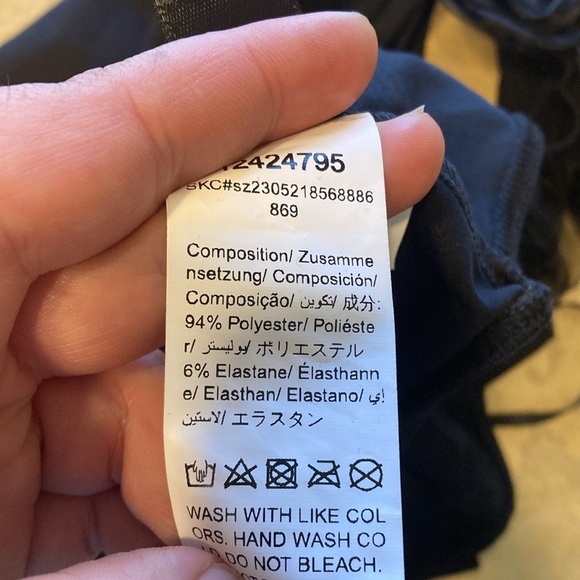 2424795
SKC#sz2305218568886
869
Composition/ Zusamme
nsetzung/ Composición/
Composição/ تكوين/ 成分:
94% Polyester/ Poliéste
r/ بوليستر/ ポリエステル
6% Elastane/ Élasthann
e/ Elasthan/ Elastano/ إي
لاستين/ エラスタン
WASH WITH LIKE COL
ORS. HAND WASH CO
LD DO NOT BLEACH.